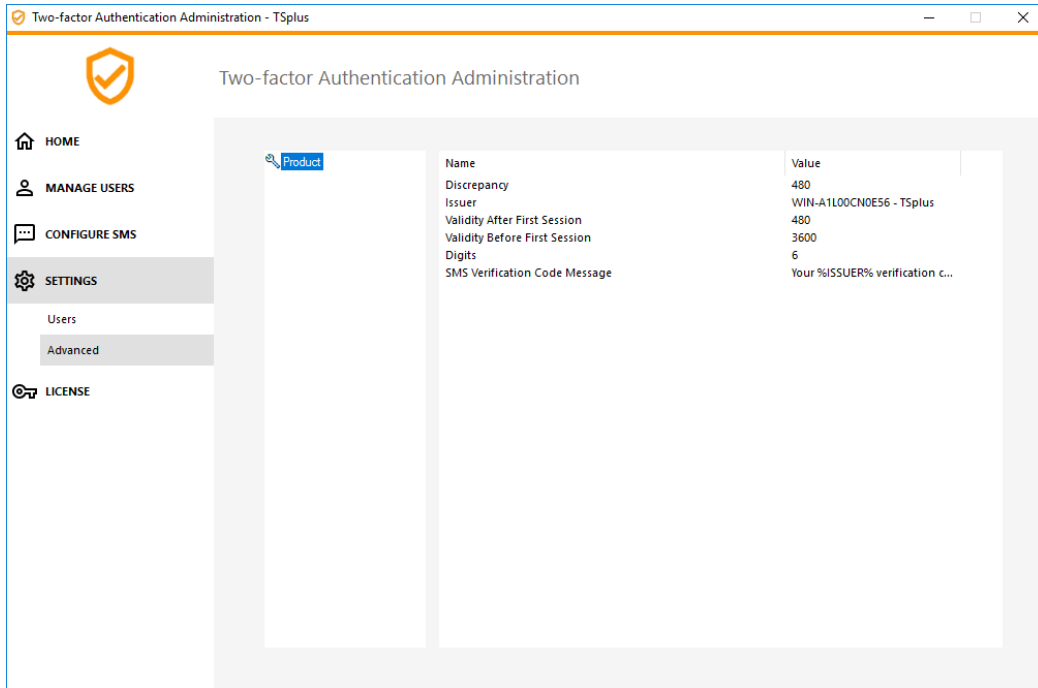 Two-factor Authentication Administration - TSplus
Two-factor Authentication Administration
HOME
MANAGE USERS
CONFIGURE SMS
SETTINGS
Users
Advanced
LICENSE
Product
Name Value
Discrepancy 480
Issuer WIN-A1L00CN0E56 - TSplus
Validity After First Session 480
Validity Before First Session 3600
Digits 6
SMS Verification Code Message Your %ISSUER% verification c...